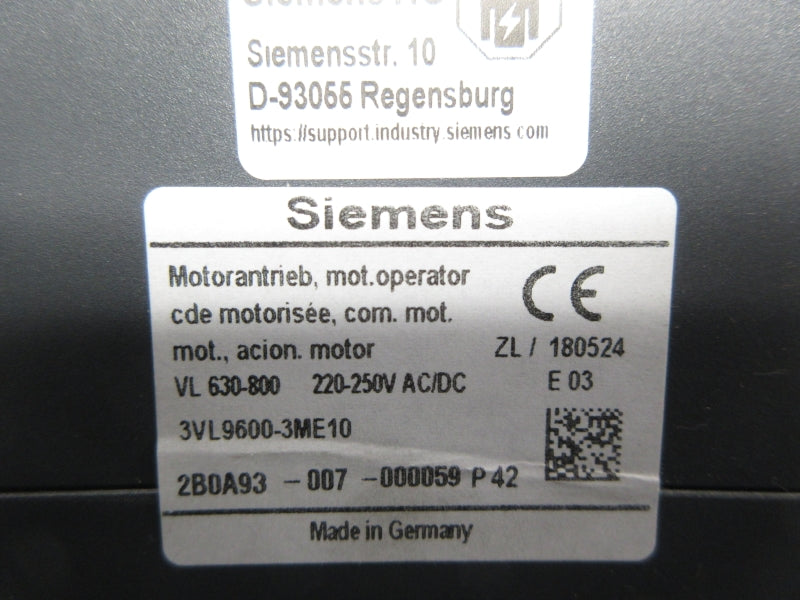 Siemens AG
Siemensstr. 10
D-93055 Regensburg
https://support.industry.siemens.com
Siemens
Motorantrieb, mot.operator
cde motorisée, com. mot.
mot., acion. motor
ZL / 180524
VL 630-800 220-250V AC/DC
E 03
3VL9600-3ME10
2B0A93 - 007 - 000059 P 42
Made in Germany